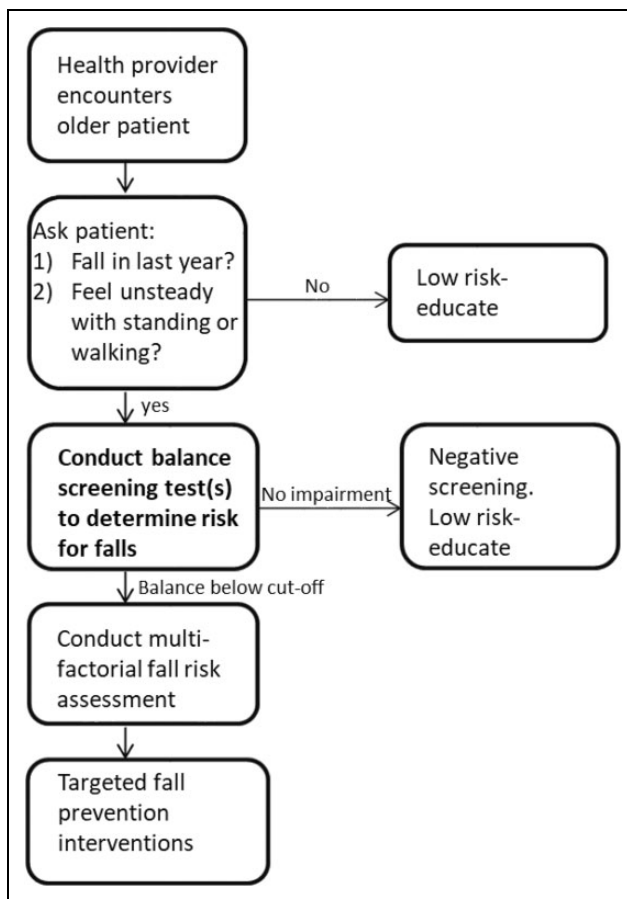 Health provider
encounters
older patient
Ask patient:
1) Fall in last year?
2) Feel unsteady
with standing or
walking?
No
Low risk-
educate
yes
Conduct balance
screening test(s)
to determine risk
for falls
No impairment
Negative
screening.
Low risk-
educate
Balance below cut-off
Conduct multi-
factorial fall risk
assessment
Targeted fall
prevention
interventions